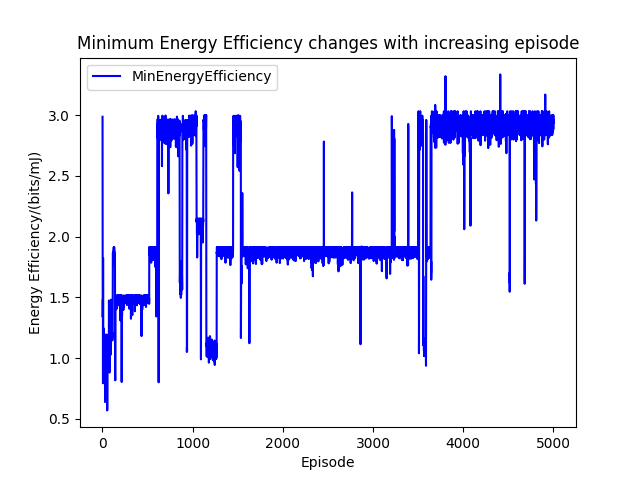 Minimum Energy Efficiency changes with increasing episode
MinEnergyEfficiency
Energy Efficiency/(bits/mJ)
3.0
2.5
2.0
1.5
1.0
0.5
0 1000 2000 3000 4000 5000
Episode